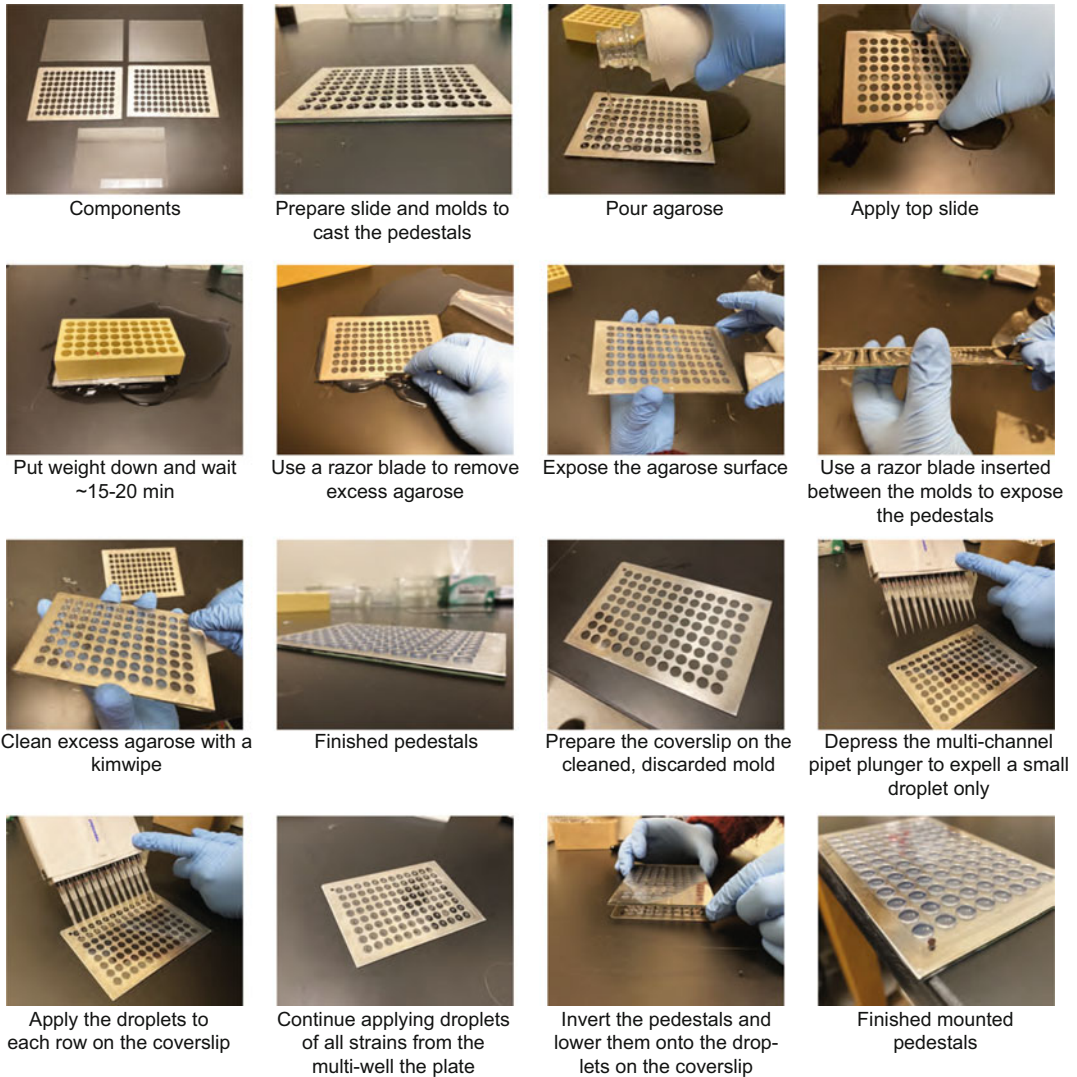 Components
Prepare slide and molds to
cast the pedestals
Pour agarose
Apply top slide
Put weight down and wait
~15-20 min
Use a razor blade to remove
excess agarose
Expose the agarose surface
Use a razor blade inserted
between the molds to expose
the pedestals
Clean excess agarose with a
kimwipe
Finished pedestals
Prepare the coverslip on the
cleaned, discarded mold
Depress the multi-channel
pipet plunger to expell a small
droplet only
Apply the droplets to
each row on the coverslip
Continue applying droplets
of all strains from the
multi-well the plate
Invert the pedestals and
lower them onto the drop-
lets on the coverslip
Finished mounted
pedestals